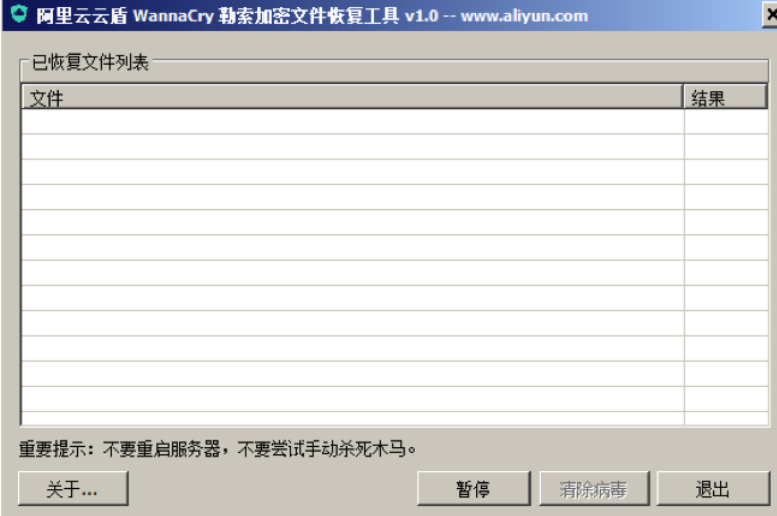 阿里云云盾 WannaCry 勒索加密文件恢复工具 v1.0 -- www.aliyun.com
已恢复文件列表
文件 结果
重要提示：不要重启服务器，不要尝试手动杀死木马。
关于... 暂停 清除病毒 退出